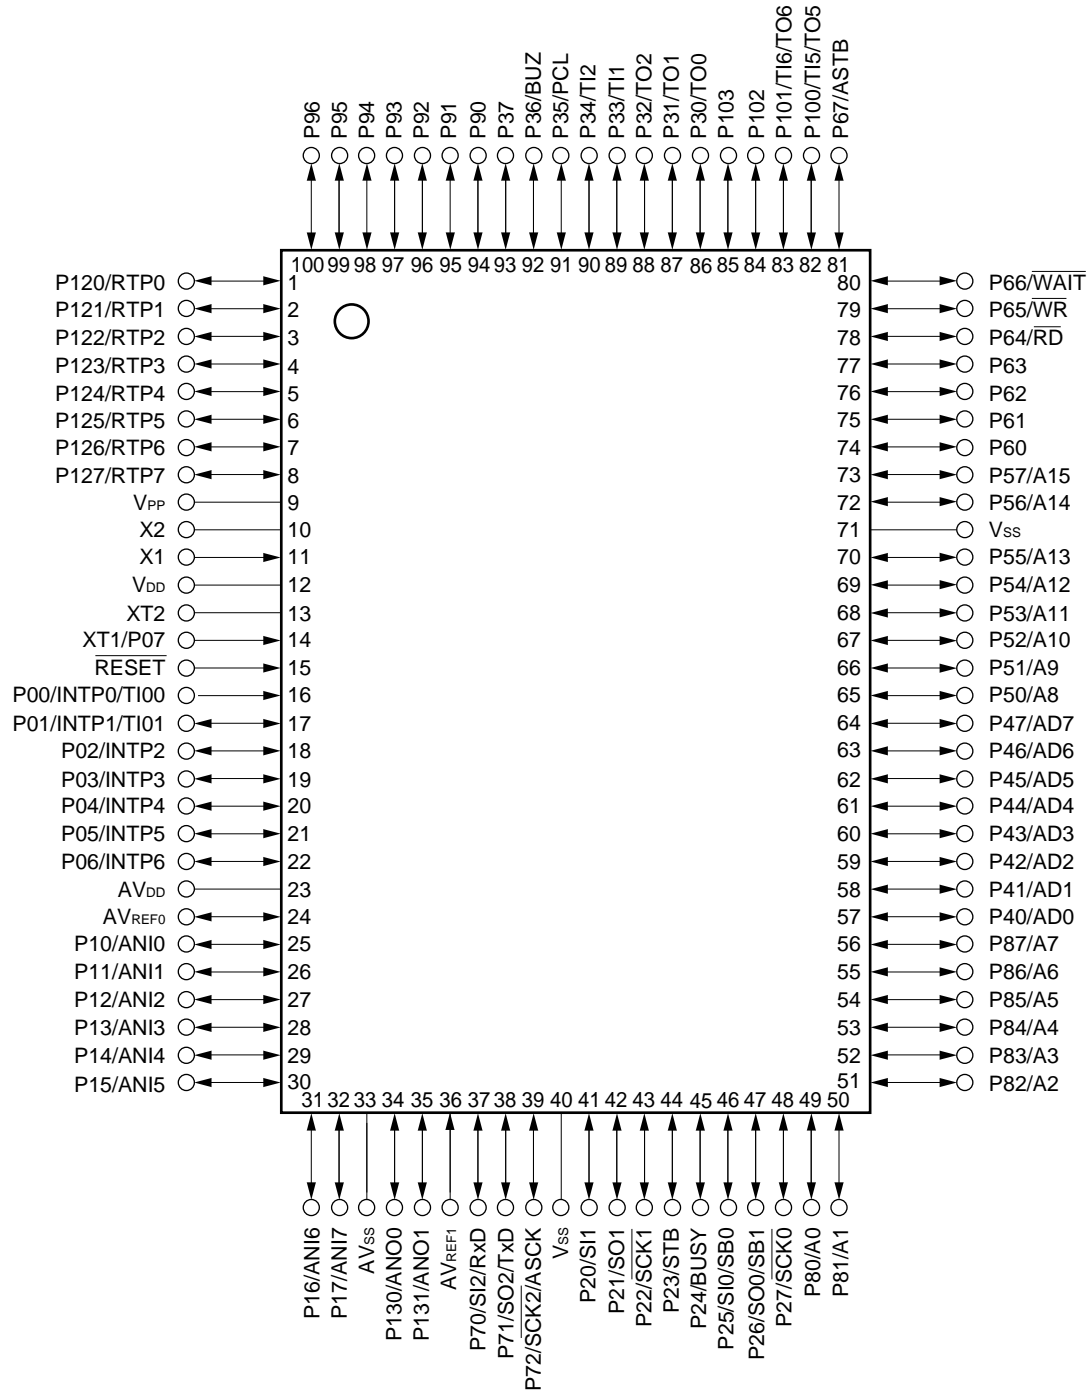 P96
P95
P94
P93
P92
P91
P90
P37
P36/BUZ
P35/PCL
P34/TI2
P33/TI1
P32/TO2
P31/TO1
P30/TO0
P103
P102
P101/TI6/TO6
P100/TI5/TO5
P67/ASTB
100 99 98 97 96 95 94 93 92 91 90 89 88 87 86 85 84 83 82 81
P120/RTP0 1
P121/RTP1 2
P122/RTP2 3
P123/RTP3 4
P124/RTP4 5
P125/RTP5 6
P126/RTP6 7
P127/RTP7 8
VPP 9
X2 10
X1 11
VDD 12
XT2 13
XT1/P07 14
RESET 15
P00/INTP0/TI00 16
P01/INTP1/TI01 17
P02/INTP2 18
P03/INTP3 19
P04/INTP4 20
P05/INTP5 21
P06/INTP6 22
AVDD 23
AVREF0 24
P10/ANI0 25
P11/ANI1 26
P12/ANI2 27
P13/ANI3 28
P14/ANI4 29
P15/ANI5 30
80 P66/WAIT
79 P65/WR
78 P64/RD
77 P63
76 P62
75 P61
74 P60
73 P57/A15
72 P56/A14
71 VSS
70 P55/A13
69 P54/A12
68 P53/A11
67 P52/A10
66 P51/A9
65 P50/A8
64 P47/AD7
63 P46/AD6
62 P45/AD5
61 P44/AD4
60 P43/AD3
59 P42/AD2
58 P41/AD1
57 P40/AD0
56 P87/A7
55 P86/A6
54 P85/A5
53 P84/A4
52 P83/A3
51 P82/A2
31 32 33 34 35 36 37 38 39 40 41 42 43 44 45 46 47 48 49 50
P16/ANI6
P17/ANI7
AVSS
P130/ANO0
P131/ANO1
AVREF1
P70/SI2/RxD
P71/SO2/TxD
P72/SCK2/ASCK
VSS
P20/SI1
P21/SO1
P22/SCK1
P23/STB
P24/BUSY
P25/SI0/SB0
P26/SO0/SB1
P27/SCK0
P80/A0
P81/A1